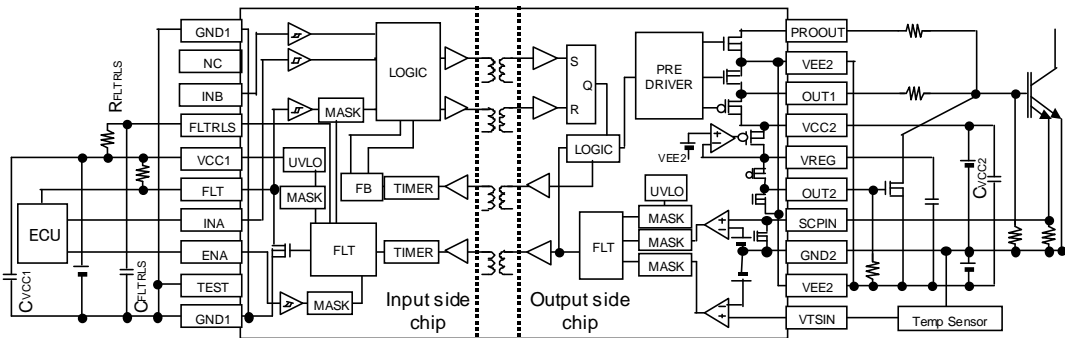 GND1
NC
INB
FLTRLS
VCC1
FLT
INA
ENA
TEST
GND1
RFLTRLS
ECU
CVCC1
CFLTRLS
LOGIC
MASK
UVLO
MASK
FB
TIMER
FLT
TIMER
MASK
Input side
chip
Output side
chip
S
Q
R
PRE
DRIVER
LOGIC
VEE2
UVLO
MASK
MASK
MASK
FLT
PROOUT
VEE2
OUT1
VCC2
VREG
OUT2
SCPIN
GND2
VEE2
VTSIN
CVCC2
Temp Sensor